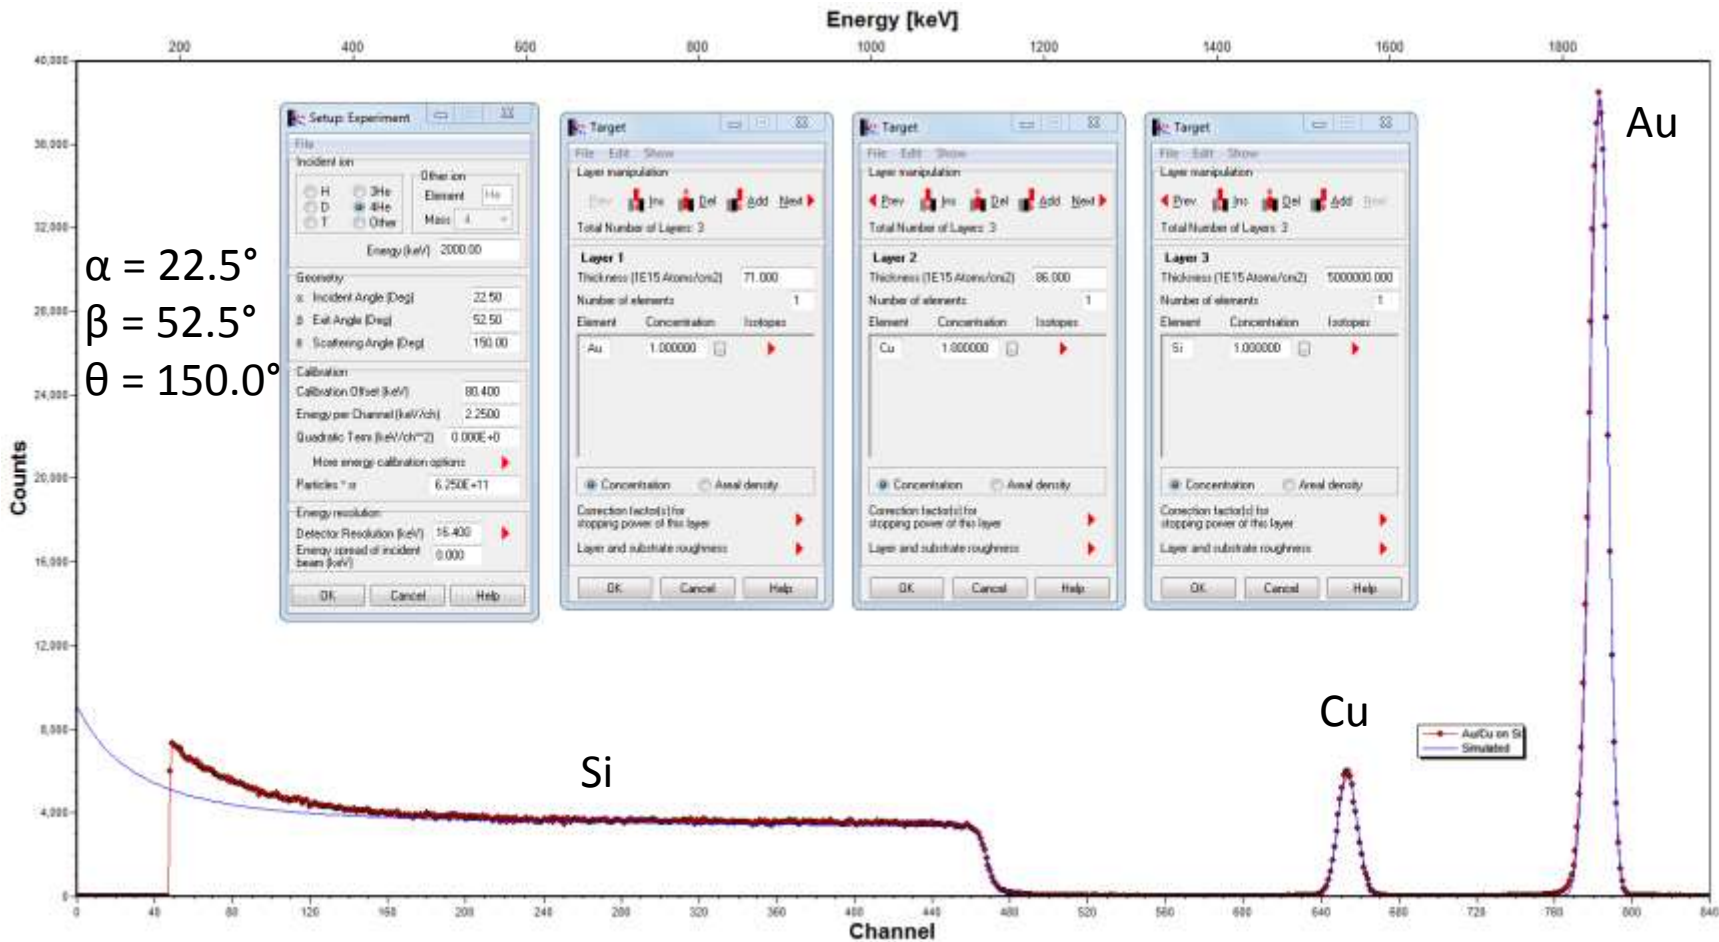 Energy [keV]
200 400 600 800 1000 1200 1400 1600 1800
40,000
36,000
32,000
28,000
24,000
20,000
16,000
12,000
8,000
4,000
0
Counts
α = 22.5°
β = 52.5°
θ = 150.0°
Setup: Experiment
File
Incident ion
H 3He
D 4He
T Other
Other ion
Element He
Mass 4
Energy (keV) 2000.00
Geometry
α Incident Angle (Deg) 22.50
β Exit Angle (Deg) 52.50
θ Scattering Angle (Deg) 150.00
Calibration
Calibration Offset (keV) 80.400
Energy per Channel (keV/ch) 2.2500
Quadratic Term (keV/ch**2) 0.000E+0
More energy calibration options
Particles * sr 6.250E+11
Energy resolution
Detector Resolution (keV) 16.400
Energy spread of incident
beam (keV) 0.000
OK Cancel Help
Target
File Edit Show
Layer manipulation
Prev Ins Del Add Next
Total Number of Layers: 3
Layer 1
Thickness (1E15 Atoms/cm2) 71.000
Number of elements 1
Element Concentration Isotopes
Au 1.000000
Concentration Areal density
Correction factor(s) for
stopping power of this layer
Layer and substrate roughness
OK Cancel Help
Target
File Edit Show
Layer manipulation
Prev Ins Del Add Next
Total Number of Layers: 3
Layer 2
Thickness (1E15 Atoms/cm2) 86.000
Number of elements 1
Element Concentration Isotopes
Cu 1.000000
Concentration Areal density
Correction factor(s) for
stopping power of this layer
Layer and substrate roughness
OK Cancel Help
Target
File Edit Show
Layer manipulation
Prev Ins Del Add Next
Total Number of Layers: 3
Layer 3
Thickness (1E15 Atoms/cm2) 5000000.000
Number of elements 1
Element Concentration Isotopes
Si 1.000000
Concentration Areal density
Correction factor(s) for
stopping power of this layer
Layer and substrate roughness
OK Cancel Help
Au
Cu
Si
Au/Cu on Si
Simulated
0 40 80 120 160 200 240 280 320 360 400 440 480 520 560 600 640 680 720 760 800 840
Channel